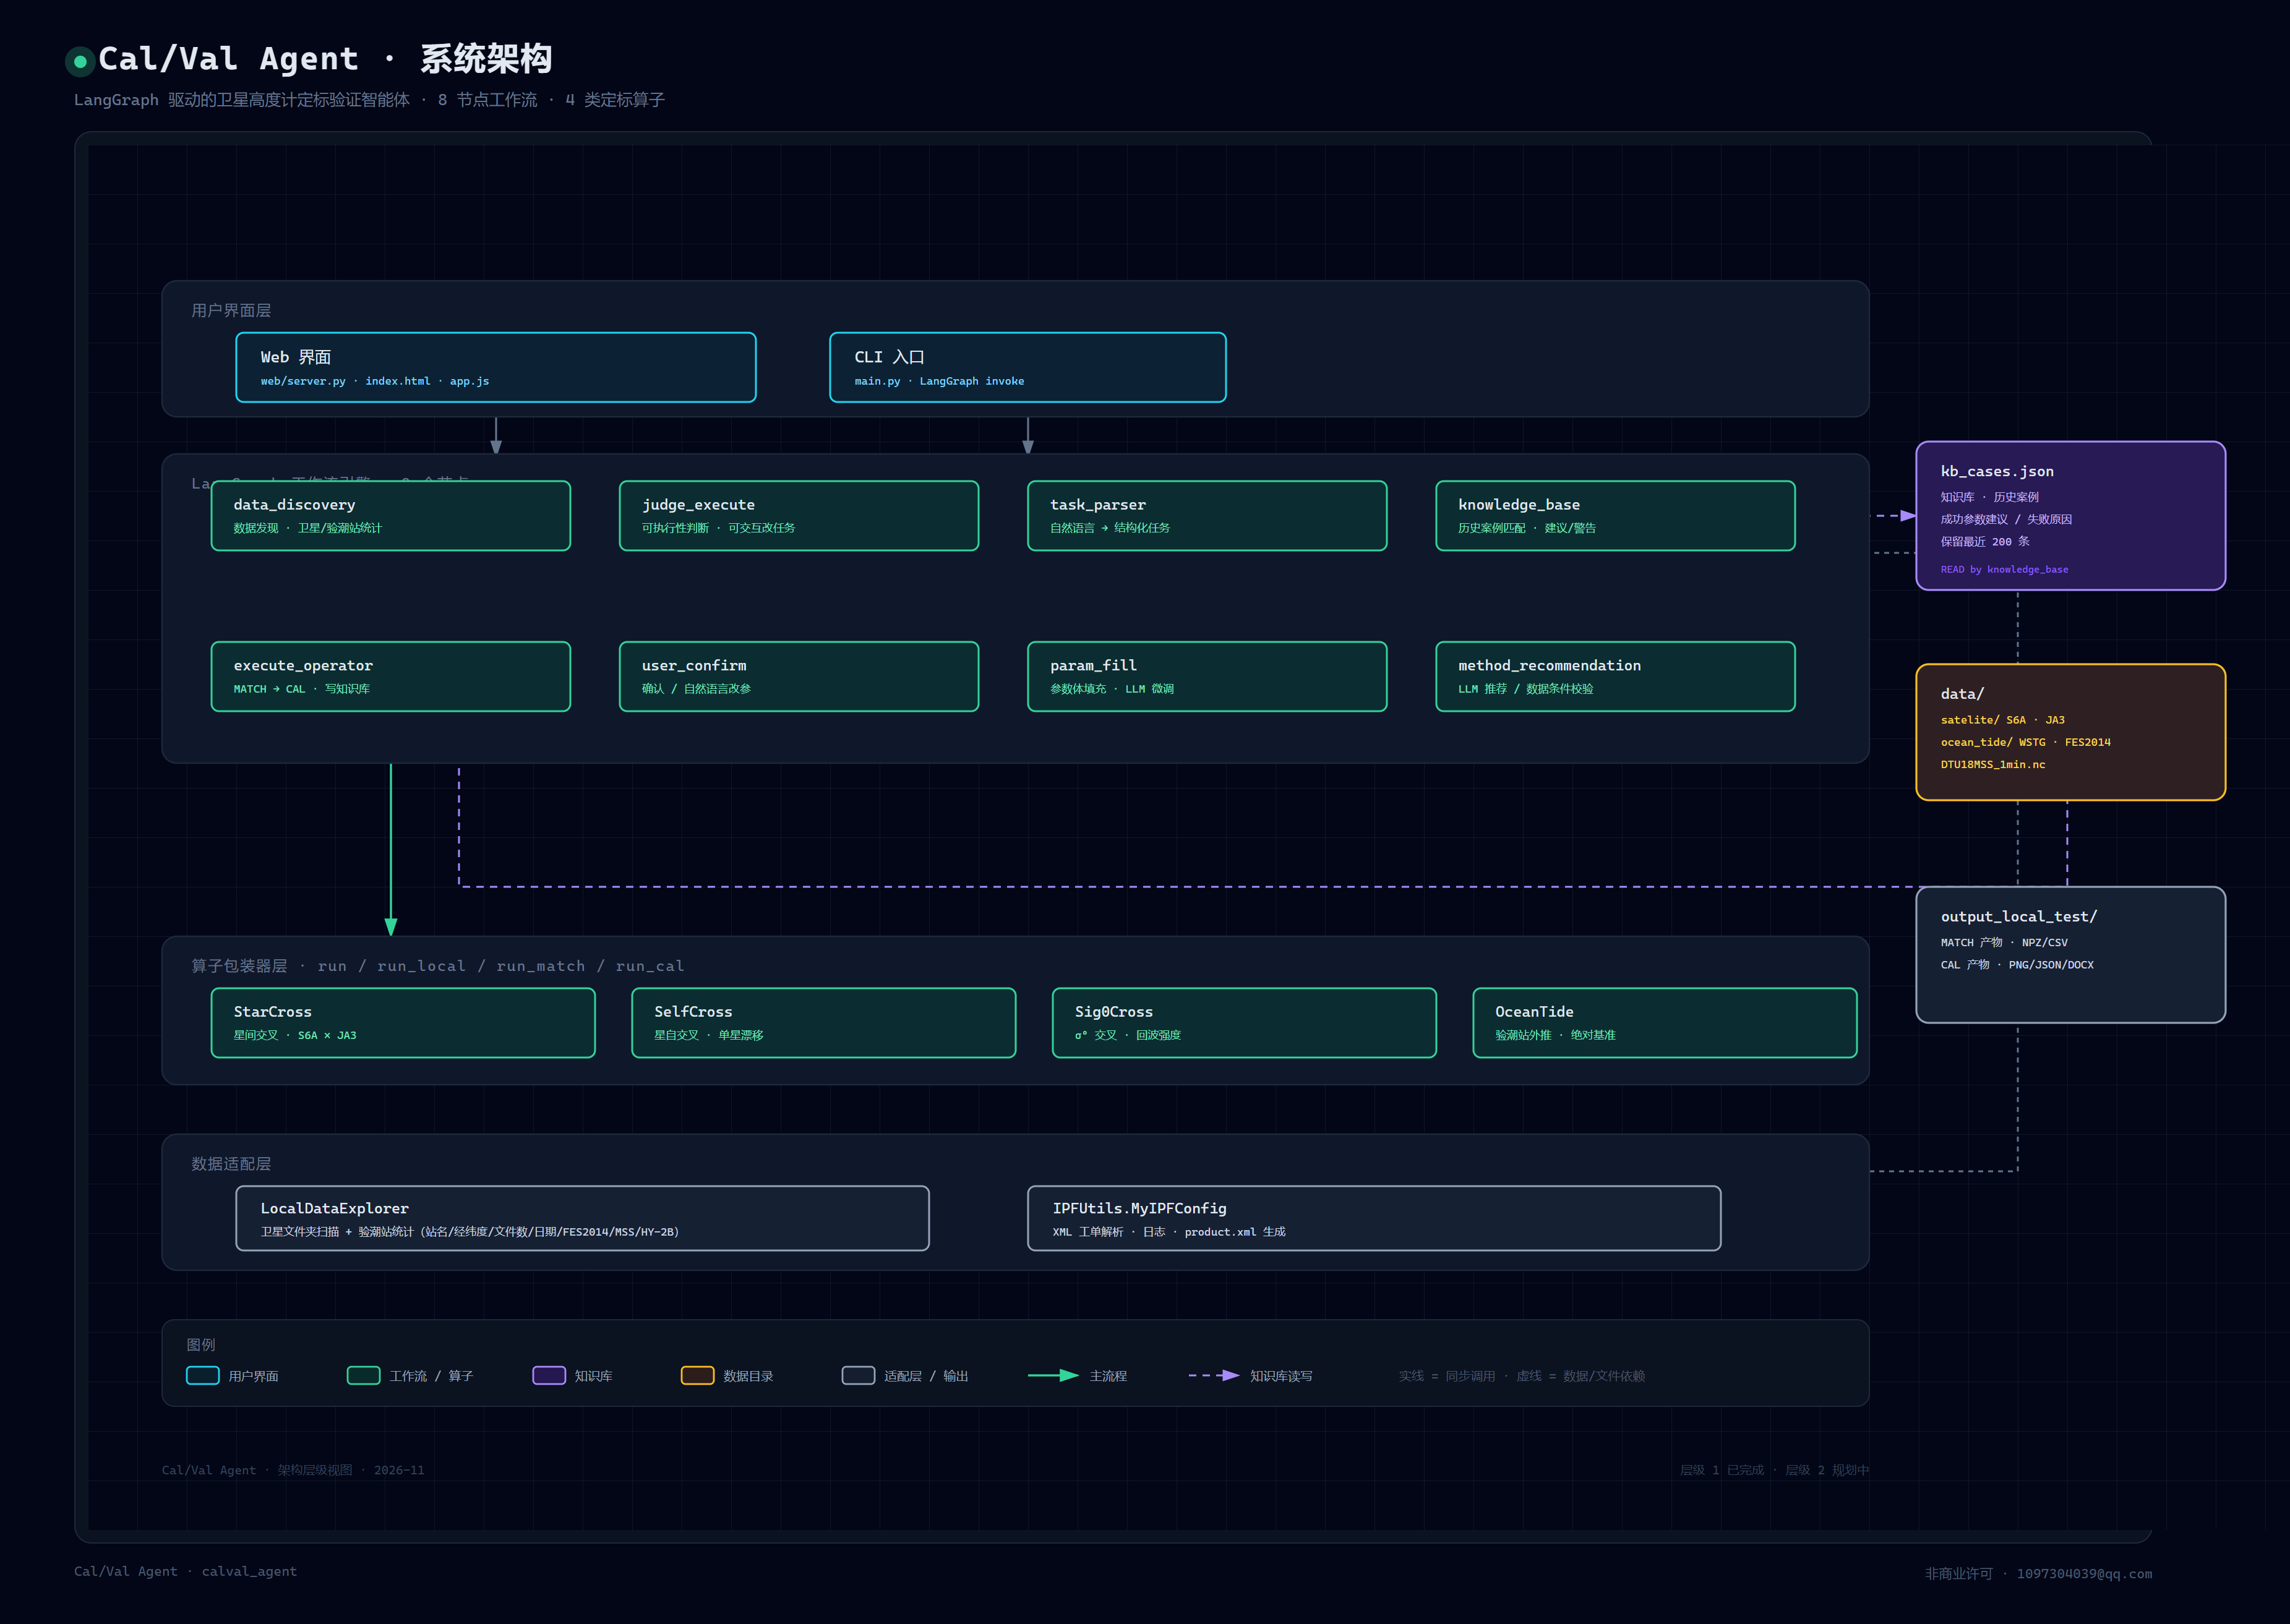 Cal/Val Agent · 系统架构
LangGraph 驱动的卫星高度计定标验证智能体 · 8 节点工作流 · 4 类定标算子
用户界面层
Web 界面
web/server.py · index.html · app.js
CLI 入口
main.py · LangGraph invoke
data_discovery
数据发现 · 卫星/验潮站统计
judge_execute
可执行性判断 · 可交互改任务
task_parser
自然语言 → 结构化任务
knowledge_base
历史案例匹配 · 建议/警告
execute_operator
MATCH → CAL · 写知识库
user_confirm
确认 / 自然语言改参
param_fill
参数体填充 · LLM 微调
method_recommendation
LLM 推荐 / 数据条件校验
kb_cases.json
知识库 · 历史案例
成功参数建议 / 失败原因
保留最近 200 条
READ by knowledge_base
data/
satelite/ S6A · JA3
ocean_tide/ WSTG · FES2014
DTU18MSS_1min.nc
output_local_test/
MATCH 产物 · NPZ/CSV
CAL 产物 · PNG/JSON/DOCX
算子包装器层 · run / run_local / run_match / run_cal
StarCross
星间交叉 · S6A × JA3
SelfCross
星自交叉 · 单星漂移
Sig0Cross
σ° 交叉 · 回波强度
OceanTide
验潮站外推 · 绝对基准
数据适配层
LocalDataExplorer
卫星文件夹扫描 + 验潮站统计（站名/经纬度/文件数/日期/FES2014/MSS/HY-2B）
IPFUtils.MyIPFConfig
XML 工单解析 · 日志 · product.xml 生成
图例
用户界面
工作流 / 算子
知识库
数据目录
适配层 / 输出
主流程
知识库读写
实线 = 同步调用 · 虚线 = 数据/文件依赖
Cal/Val Agent · 架构层级视图 · 2026-11
层级 1 已完成 · 层级 2 规划中
Cal/Val Agent · calval_agent
非商业许可 · 1097304039@qq.com